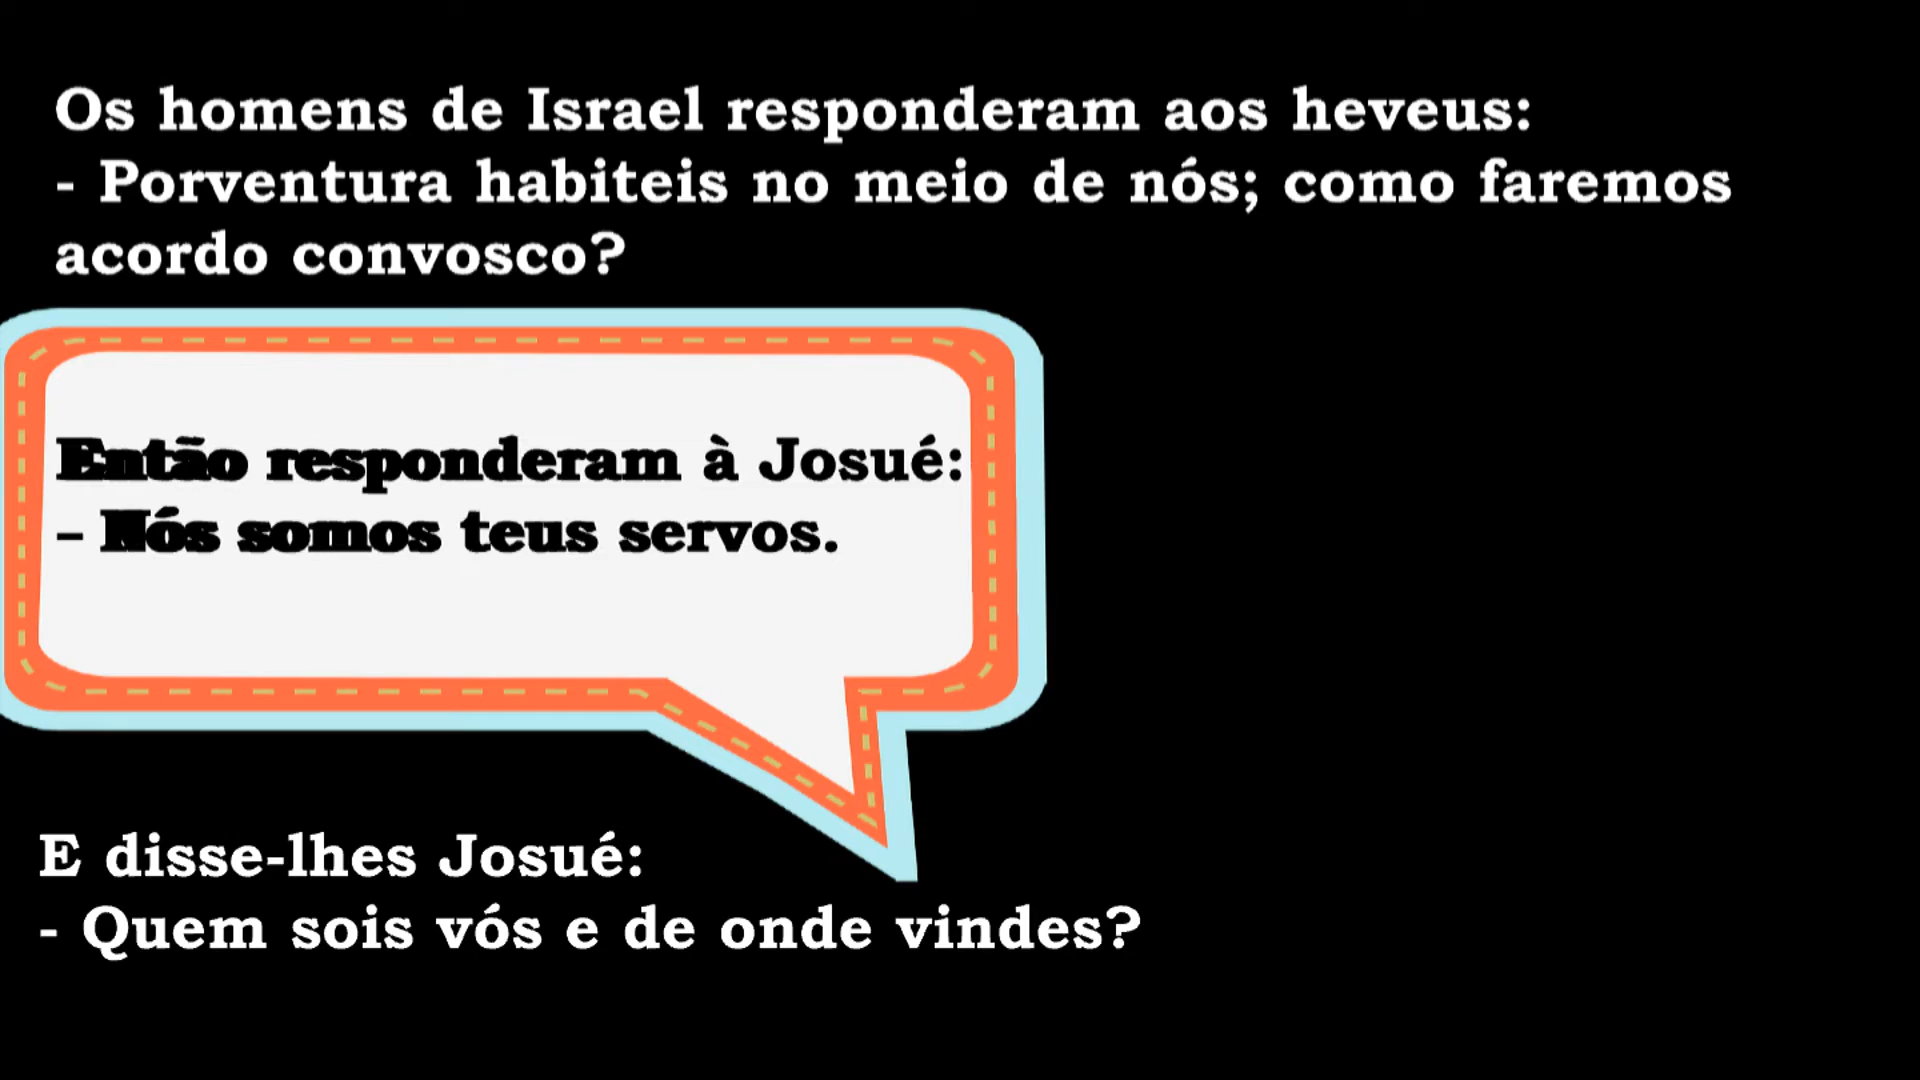 Os homens de Israel responderam aos heveus:
- Porventura habiteis no meio de nós; como faremos
acordo convosco?
Então responderam à Josué:
– Nós somos teus servos.
E disse-lhes Josué:
- Quem sois vós e de onde vindes?